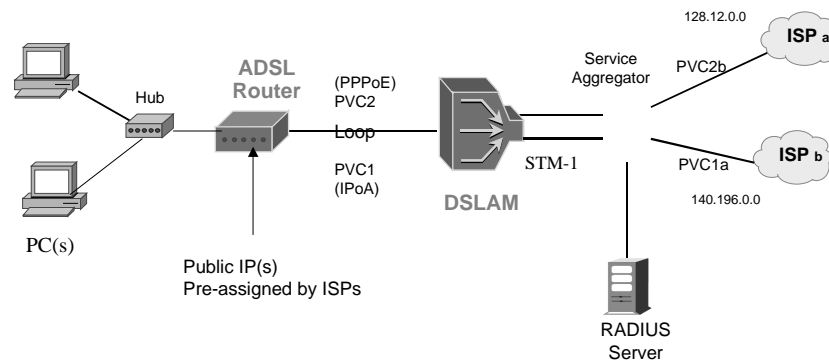 128.12.0.0
ISP a
Service
Aggregator
PVC2b
ADSL
Router
Hub
(PPPoE)
PVC2
Loop
PVC1
(IPoA)
STM-1
DSLAM
ISP b
PVC1a
140.196.0.0
PC(s)
Public IP(s)
Pre-assigned by ISPs
RADIUS
Server